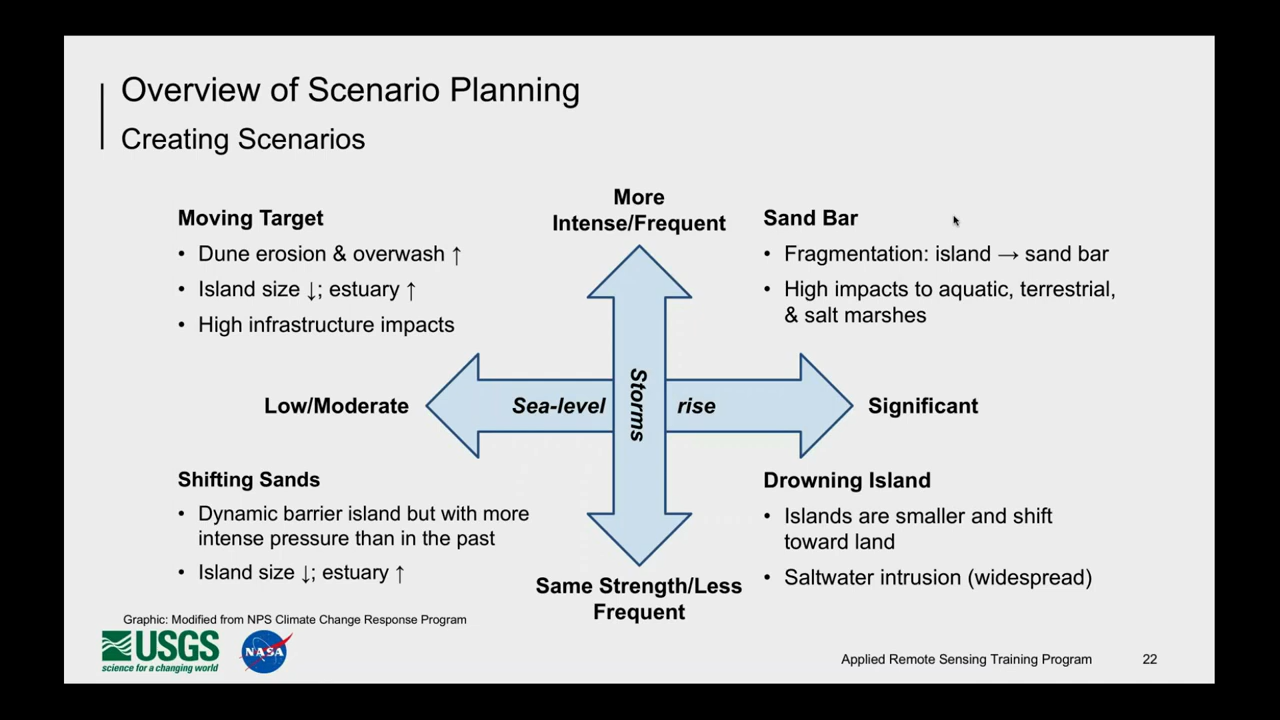 Overview of Scenario Planning
Creating Scenarios
More
Intense/Frequent
Moving Target
• Dune erosion & overwash ↑
• Island size ↓; estuary ↑
• High infrastructure impacts
Sand Bar
• Fragmentation: island → sand bar
• High impacts to aquatic, terrestrial,
& salt marshes
Low/Moderate
Sea-level
Storms
rise
Significant
Shifting Sands
• Dynamic barrier island but with more
intense pressure than in the past
• Island size ↓; estuary ↑
Drowning Island
• Islands are smaller and shift
toward land
• Saltwater intrusion (widespread)
Same Strength/Less
Frequent
Graphic: Modified from NPS Climate Change Response Program
USGS
science for a changing world
NASA
Applied Remote Sensing Training Program
22